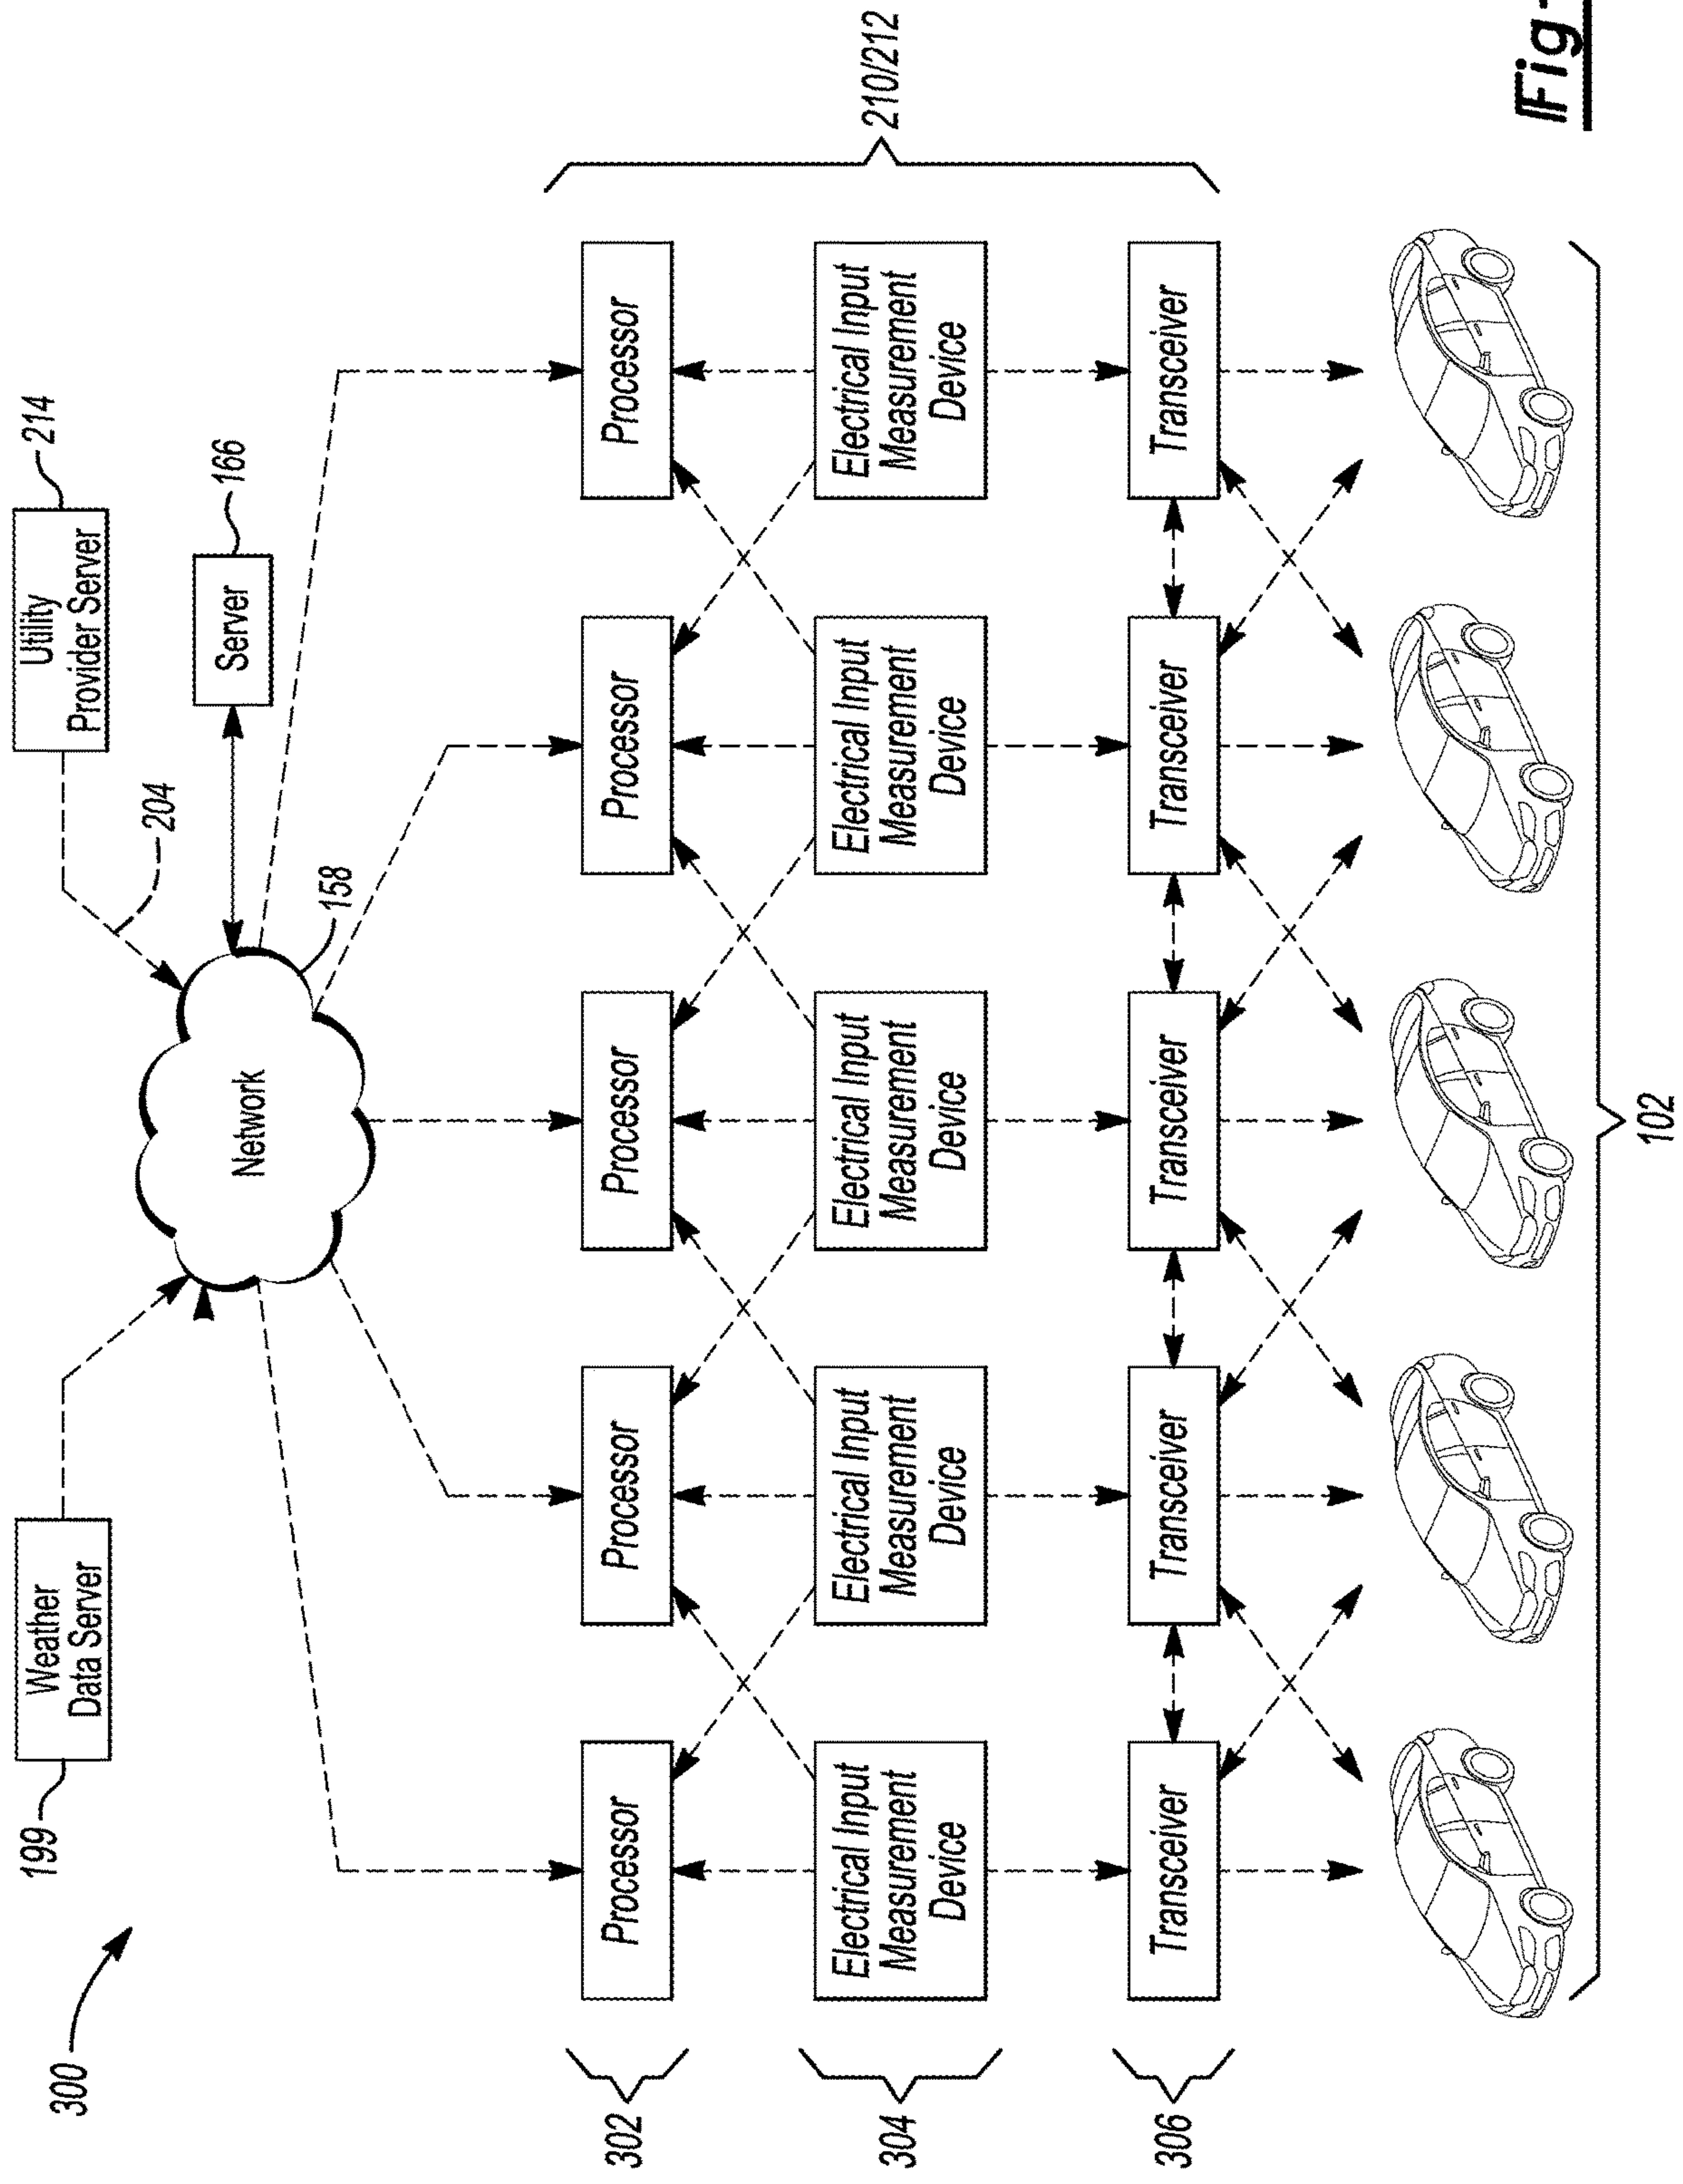 300
199
Weather
Data Server
Utility
Provider Server
214
204
Server
166
Network
158
302
Processor
Processor
Processor
Processor
Processor
210/212
304
Electrical Input
Measurement
Device
Electrical Input
Measurement
Device
Electrical Input
Measurement
Device
Electrical Input
Measurement
Device
Electrical Input
Measurement
Device
306
Transceiver
Transceiver
Transceiver
Transceiver
Transceiver
102
Fig-